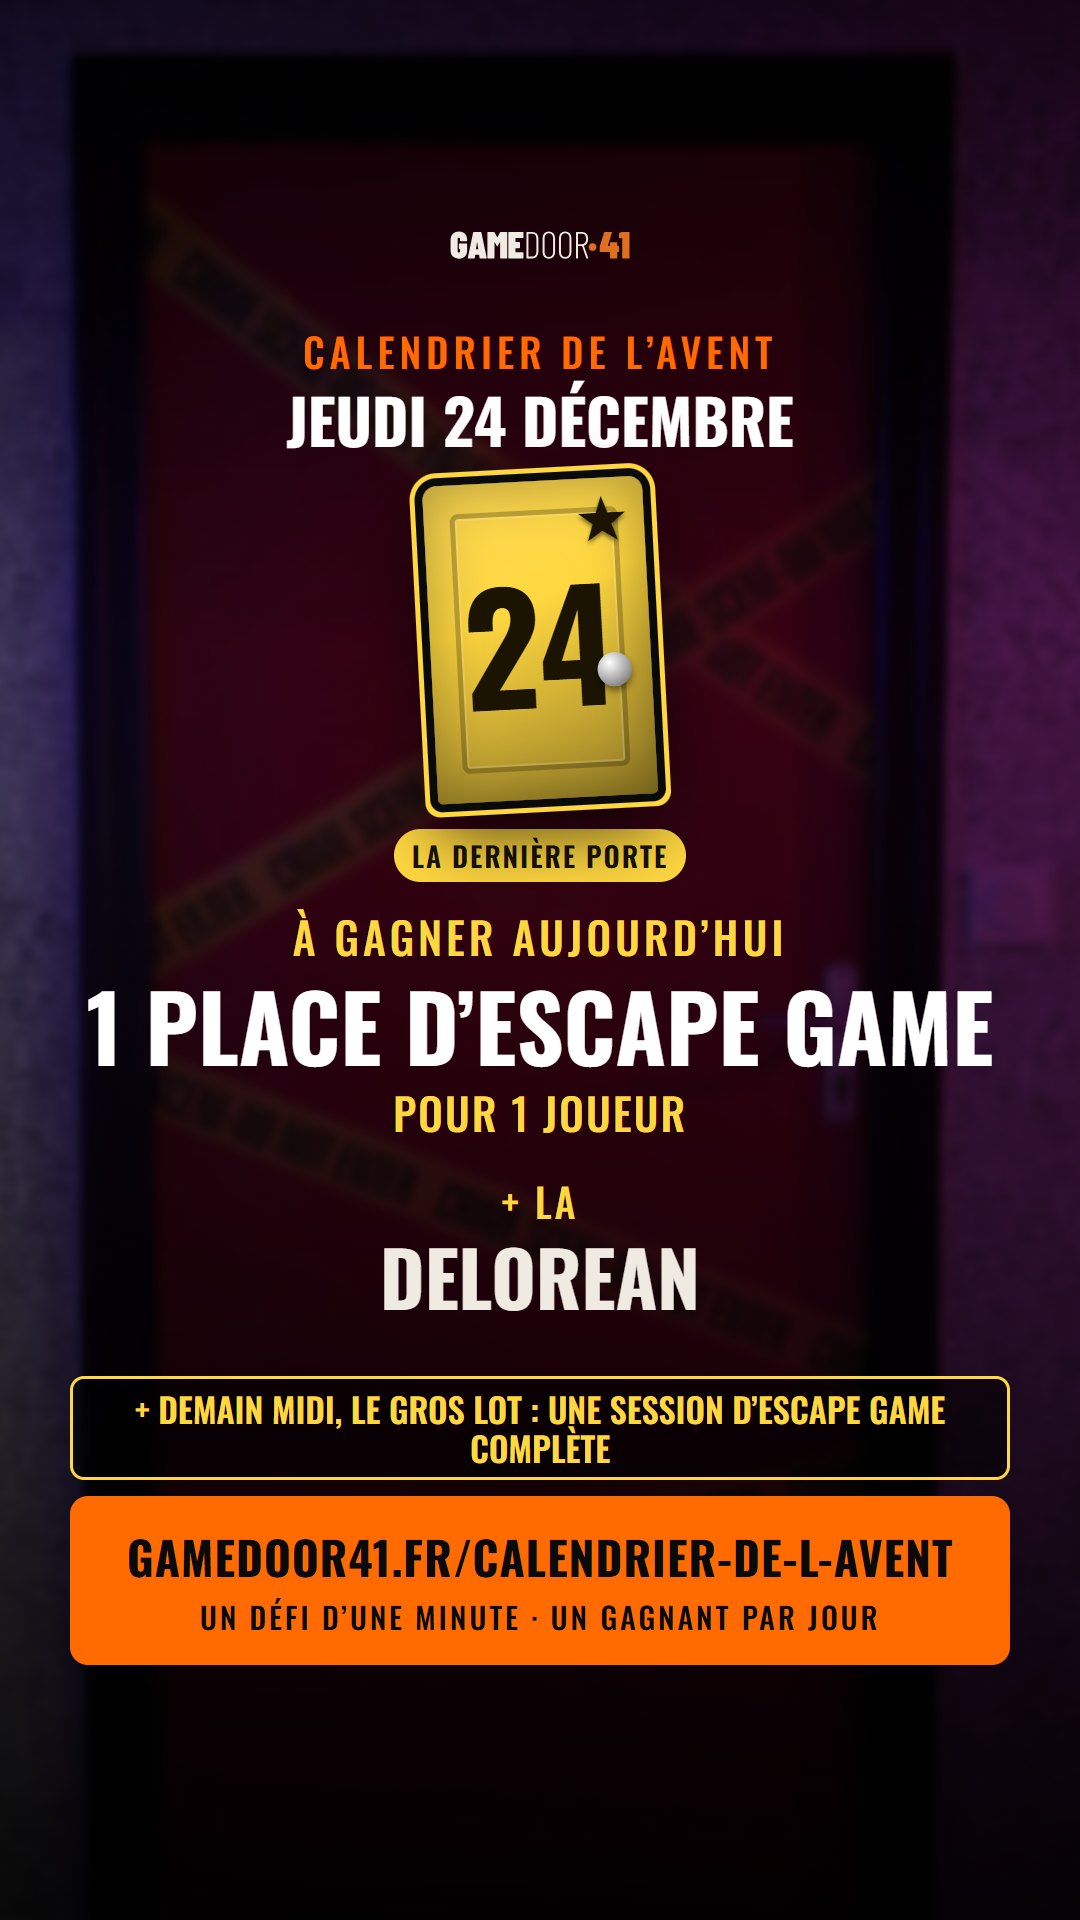 GAMEDOOR·41
CALENDRIER DE L’AVENT
JEUDI 24 DÉCEMBRE
24
LA DERNIÈRE PORTE
À GAGNER AUJOURD’HUI
1 PLACE D’ESCAPE GAME
POUR 1 JOUEUR
+ LA
DELOREAN
+ DEMAIN MIDI, LE GROS LOT : UNE SESSION D’ESCAPE GAME
COMPLÈTE
GAMEDOOR41.FR/CALENDRIER-DE-L-AVENT
UN DÉFI D’UNE MINUTE · UN GAGNANT PAR JOUR